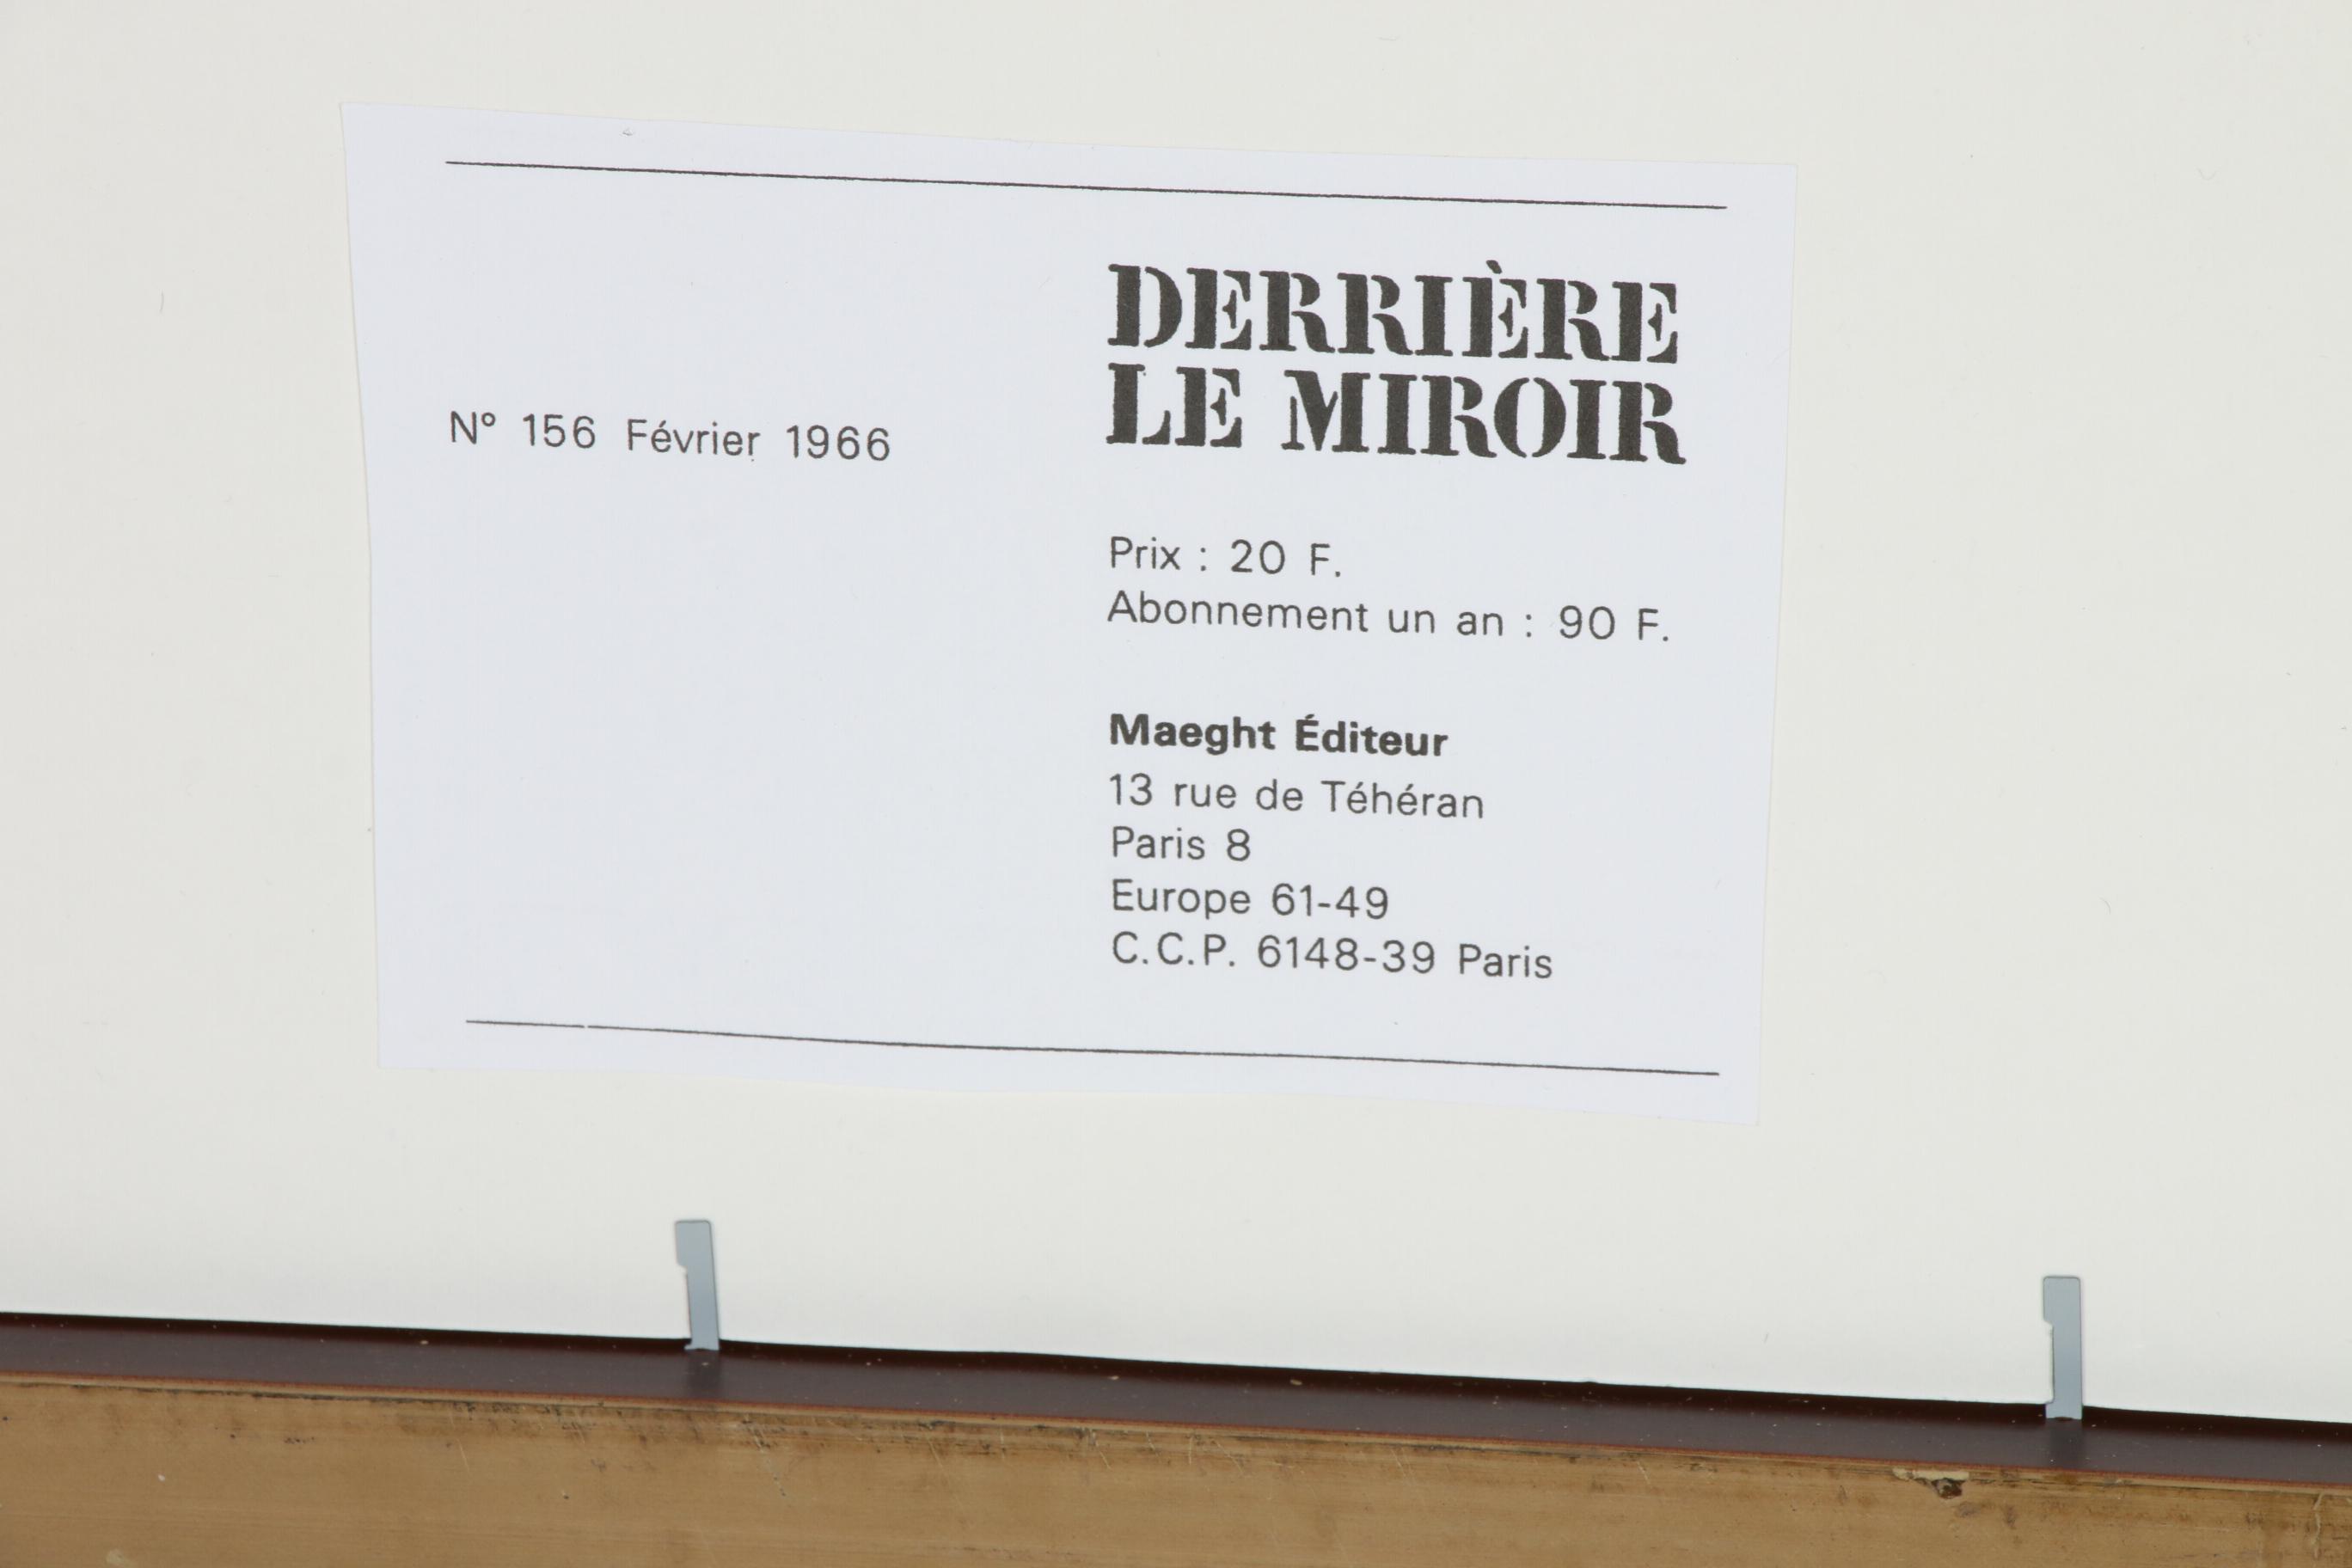 DERRIÈRE
LE MIROIR
N° 156 Février 1966
Prix : 20 F.
Abonnement un an : 90 F.
Maeght Éditeur
13 rue de Téhéran
Paris 8
Europe 61-49
C.C.P. 6148-39 Paris